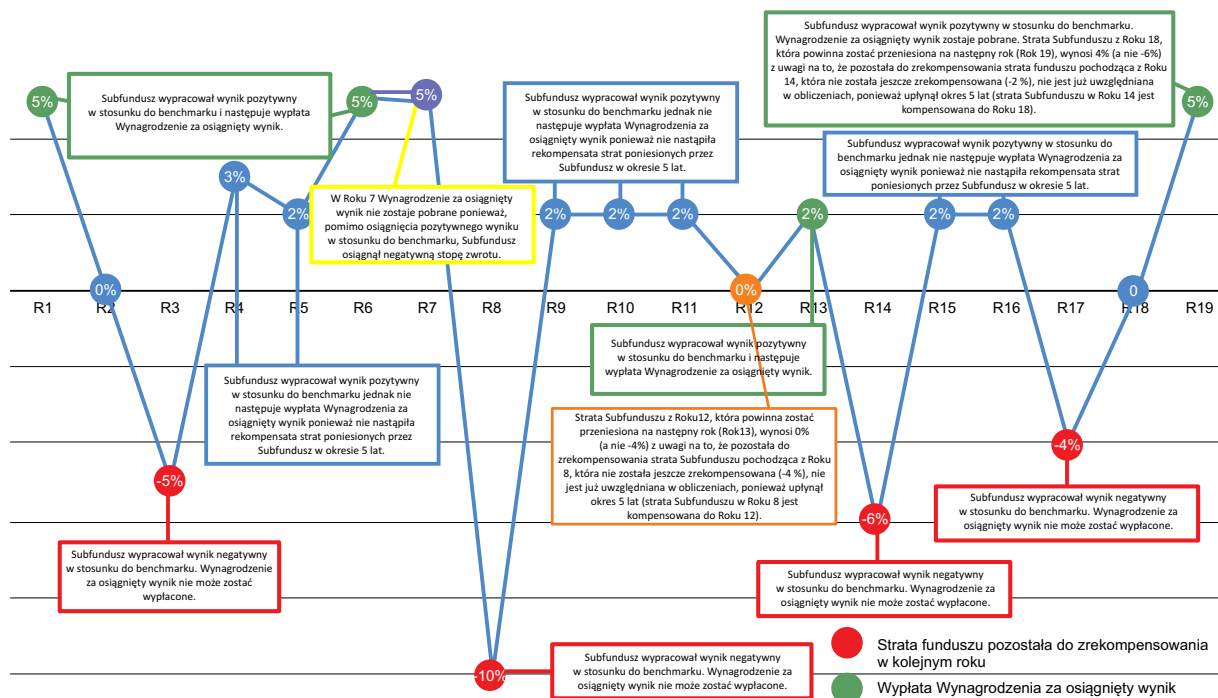 Subfundusz wypracował wynik pozytywny w stosunku do benchmarku.
Wynagrodzenie za osiągnięty wynik zostaje pobrane. Strata Subfunduszu z Roku 18,
która powinna zostać przeniesiona na następny rok (Rok 19), wynosi 4% (a nie -6%)
z uwagi na to, że pozostała do zrekompensowania strata funduszu pochodząca z Roku
14, która nie została jeszcze zrekompensowana (-2 %), nie jest już uwzględniana
w obliczeniach, ponieważ upłynął okres 5 lat (strata Subfunduszu w Roku 14 jest
kompensowana do Roku 18).
5%
Subfundusz wypracował wynik pozytywny
w stosunku do benchmarku i następuje wypłata
Wynagrodzenie za osiągnięty wynik.
5%
5%
Subfundusz wypracował wynik pozytywny
w stosunku do benchmarku jednak nie
następuje wypłata Wynagrodzenia za
osiągnięty wynik ponieważ nie nastąpiła
rekompensata strat poniesionych przez
Subfundusz w okresie 5 lat.
5%
Subfundusz wypracował wynik pozytywny w stosunku do
benchmarku jednak nie następuje wypłata Wynagrodzenia za
osiągnięty wynik ponieważ nie nastąpiła rekompensata strat
poniesionych przez Subfundusz w okresie 5 lat.
3%
2%
W Roku 7 Wynagrodzenie za osiągnięty
wynik nie zostaje pobrane ponieważ,
pomimo osiągnięcia pozytywnego wyniku
w stosunku do benchmarku, Subfundusz
osiągnął negatywną stopę zwrotu.
2%
2%
2%
2%
2%
2%
0%
0%
0
R1
R2
R3
R4
R5
R6
R7
R8
R9
R10
R11
R12
R13
R14
R15
R16
R17
R18
R19
Subfundusz wypracował wynik pozytywny
w stosunku do benchmarku i następuje
wypłata Wynagrodzenie za osiągnięty wynik.
Subfundusz wypracował wynik pozytywny
w stosunku do benchmarku jednak nie
następuje wypłata Wynagrodzenia za
osiągnięty wynik ponieważ nie nastąpiła
rekompensata strat poniesionych przez
Subfundusz w okresie 5 lat.
Strata Subfunduszu z Roku12, która powinna zostać
przeniesiona na następny rok (Rok13), wynosi 0%
(a nie -4%) z uwagi na to, że pozostała do
zrekompensowania strata Subfunduszu pochodząca z Roku
8, która nie została jeszcze zrekompensowana (-4 %), nie
jest już uwzględniana w obliczeniach, ponieważ upłynął
okres 5 lat (strata Subfunduszu w Roku 8 jest
kompensowana do Roku 12).
-4%
-5%
-6%
Subfundusz wypracował wynik negatywny
w stosunku do benchmarku. Wynagrodzenie za
osiągnięty wynik nie może zostać wypłacone.
Subfundusz wypracował wynik negatywny
w stosunku do benchmarku. Wynagrodzenie
za osiągnięty wynik nie może zostać
wypłacone.
Subfundusz wypracował wynik negatywny
w stosunku do benchmarku. Wynagrodzenie za
osiągnięty wynik nie może zostać wypłacone.
-10%
Subfundusz wypracował wynik negatywny
w stosunku do benchmarku. Wynagrodzenie za
osiągnięty wynik nie może zostać wypłacone.
Strata funduszu pozostała do zrekompensowania
w kolejnym roku
Wypłata Wynagrodzenia za osiągnięty wynik